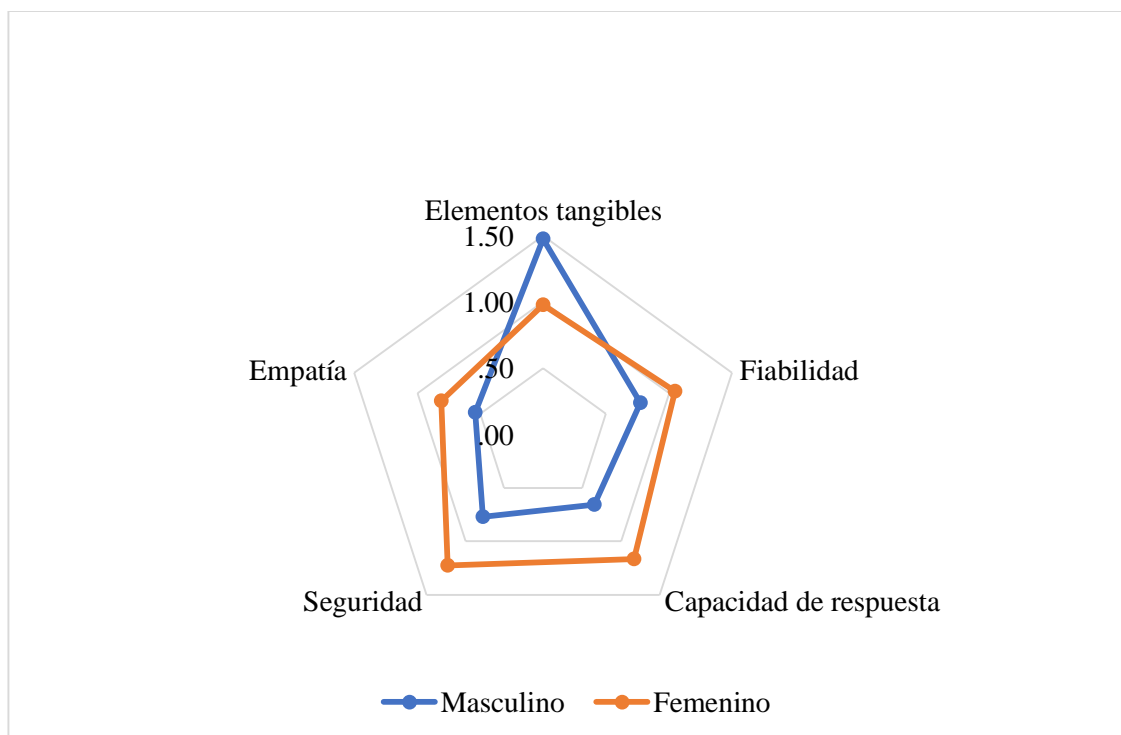 Elementos tangibles
1.50
1.00
.50
.00
Empatía
Fiabilidad
Seguridad
Capacidad de respuesta
Masculino
Femenino